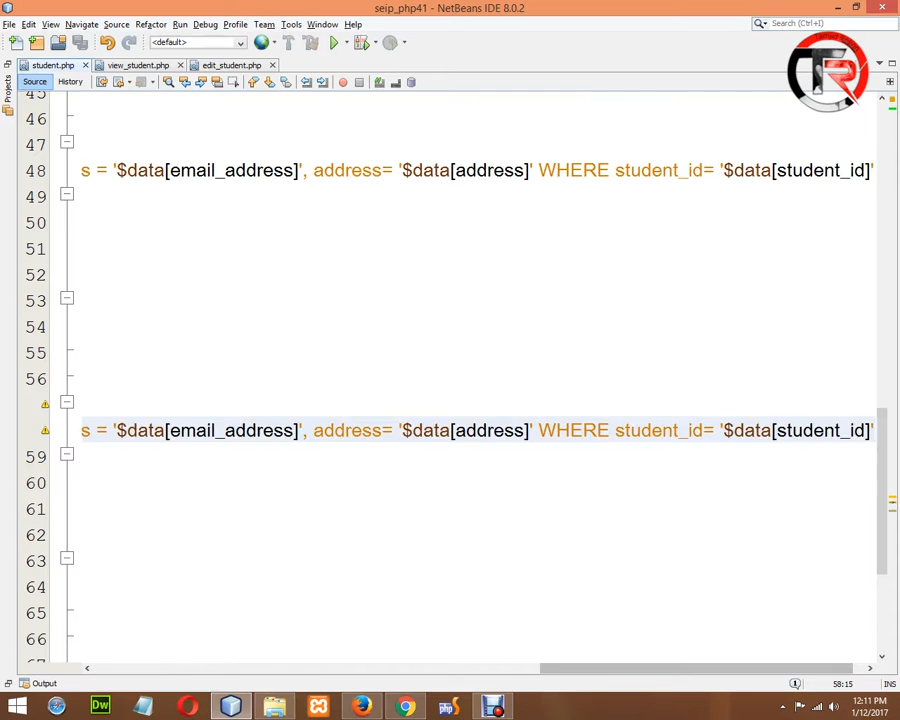 seip_php41 - NetBeans IDE 8.0.2
File Edit View Navigate Source Refactor Run Debug Profile Team Tools Window Help
Search (Ctrl+I)
<default>
student.php view_student.php edit_student.php
Source History
TR
Projects
45
46
47
48 s = '$data[email_address]', address= '$data[address]' WHERE student_id= '$data[student_id]'
49
50
51
52
53
54
55
56
s = '$data[email_address]', address= '$data[address]' WHERE student_id= '$data[student_id]'
59
60
61
62
63
64
65
66
67
Output
58:15 INS
Dw
12:11 PM
1/12/2017